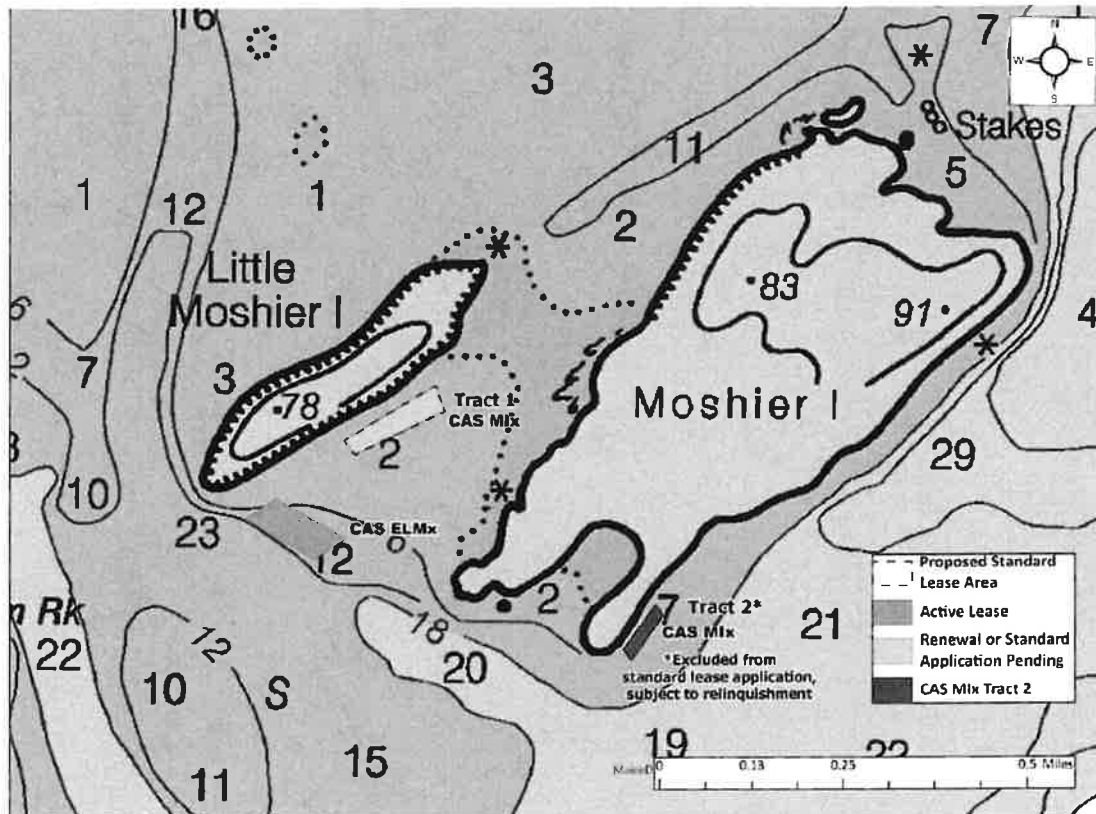 16
3
7
N
W
E
S
Stakes
11
5
1
12
1
2
Little
Moshier I
83
91
4
7
3
78
Tract 1
CAS MIx
2
Moshier I
29
10
23
CAS ELMx
12
6
2
7
Tract 2*
CAS MIx
*Excluded from
standard lease application,
subject to relinquishment
21
m Rk
22
12
18
20
10
S
15
11
19
22
Proposed Standard
Lease Area
Active Lease
Renewal or Standard
Application Pending
CAS MIx Tract 2
0
0.13
0.25
0.5 Miles